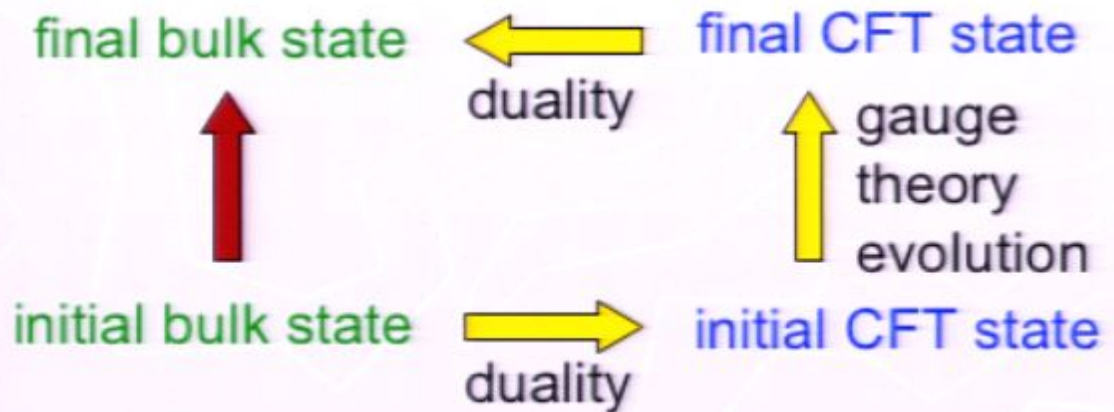 final bulk state
final CFT state
duality
gauge
theory
evolution
initial bulk state
initial CFT state
duality